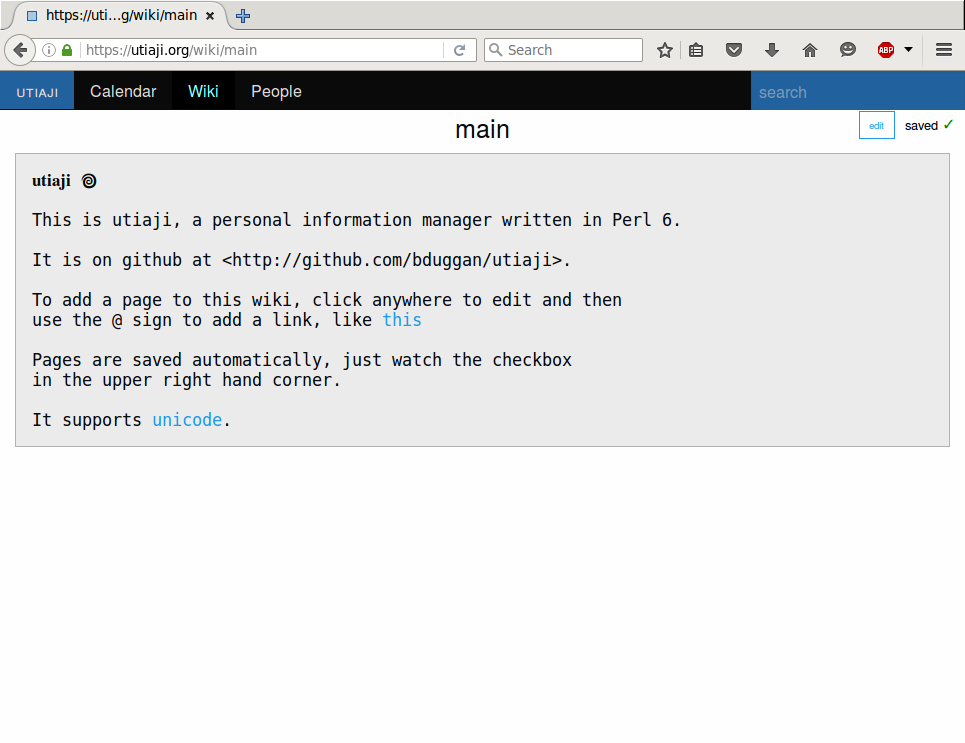 https://uti...g/wiki/main
https://utiaji.org/wiki/main
Search
ABP
UTIAJI Calendar Wiki People search
main
edit saved ✓
utiaji
This is utiaji, a personal information manager written in Perl 6.
It is on github at <http://github.com/bduggan/utiaji>.
To add a page to this wiki, click anywhere to edit and then
use the @ sign to add a link, like this
Pages are saved automatically, just watch the checkbox
in the upper right hand corner.
It supports unicode.